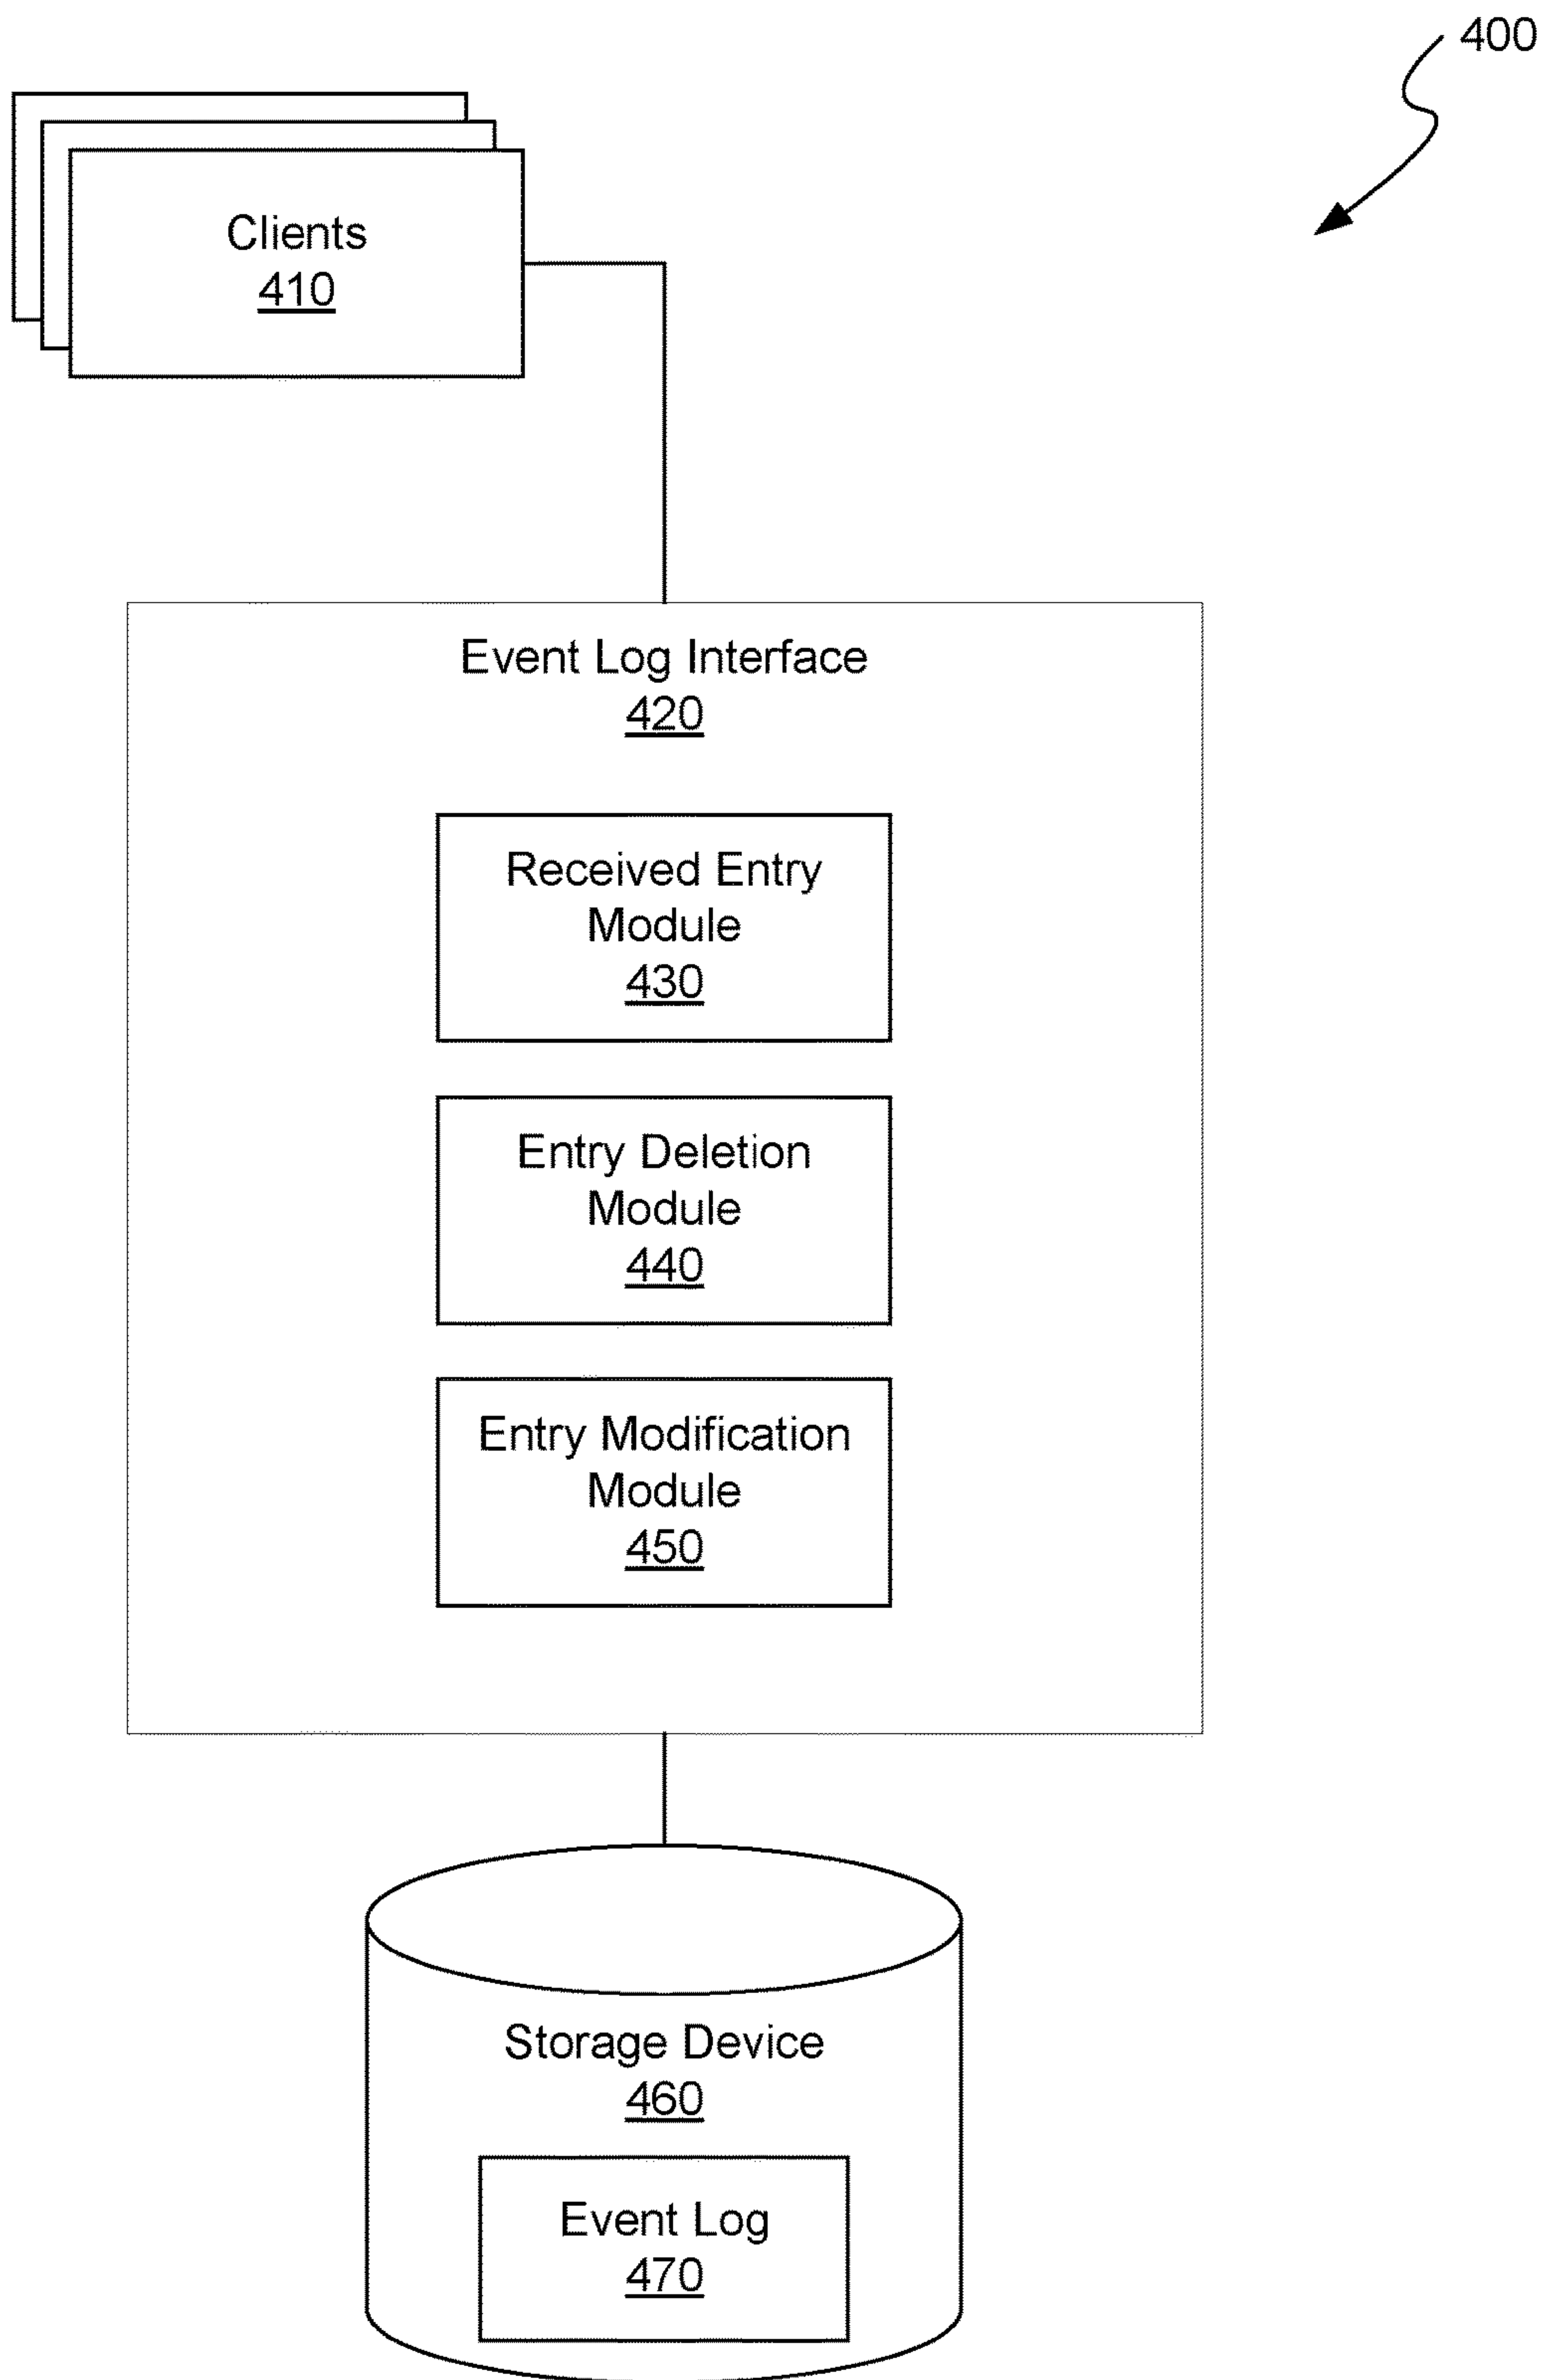 400
Clients
410
Event Log Interface
420
Received Entry
Module
430
Entry Deletion
Module
440
Entry Modification
Module
450
Storage Device
460
Event Log
470